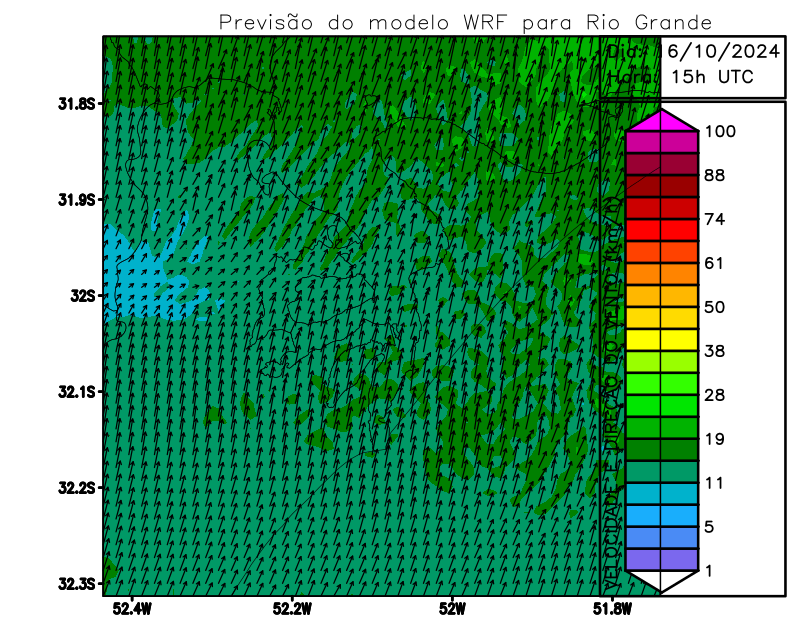 Previsão do modelo WRF para Rio Grande
Dia: 6/10/2024
Hora: 15h UTC
31.8S
31.9S
32S
32.1S
32.2S
32.3S
52.4W
52.2W
52W
51.8W
VELOCIDADE E DIREÇÃO DO VENTO (km/h)
100
88
74
61
50
38
28
19
11
5
1